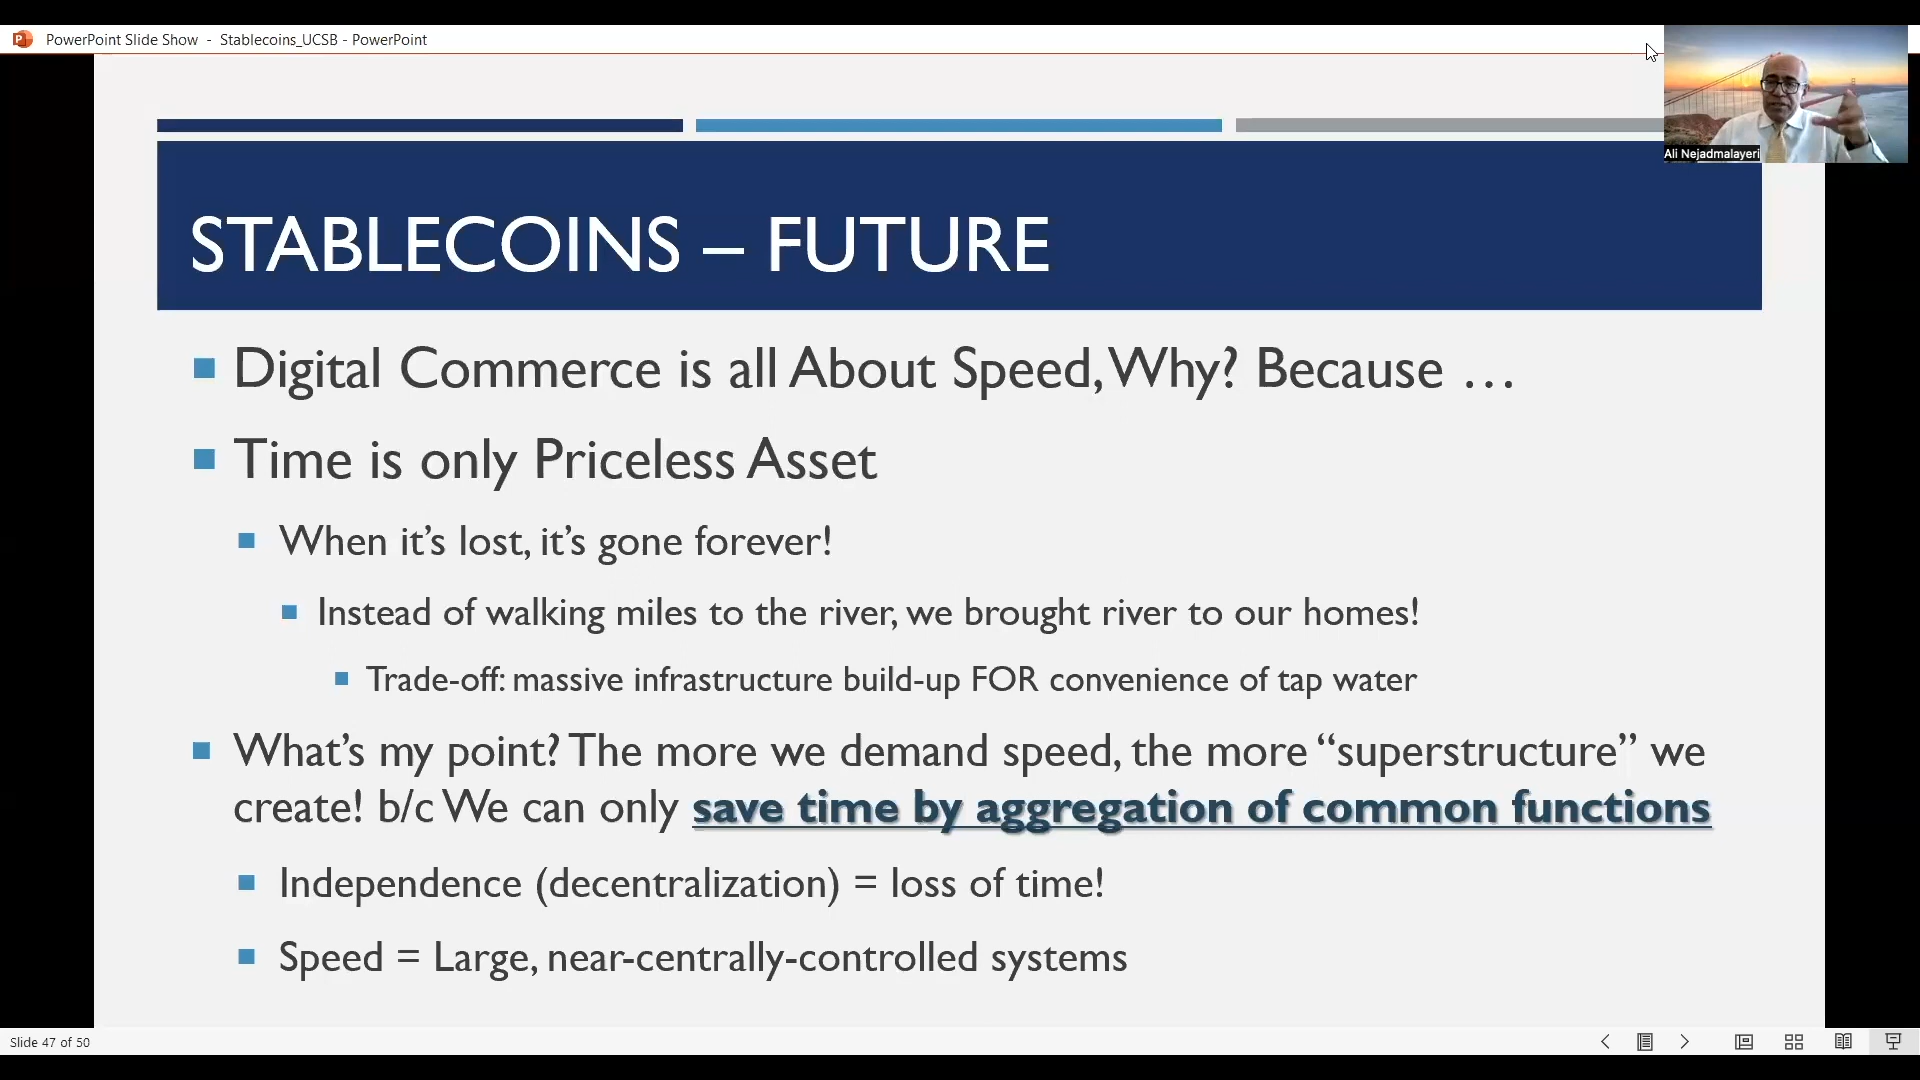 PowerPoint Slide Show - Stablecoins_UCSB - PowerPoint
Ali Nejadmalayeri
STABLECOINS – FUTURE
Digital Commerce is all About Speed, Why? Because …
Time is only Priceless Asset
When it’s lost, it’s gone forever!
Instead of walking miles to the river, we brought river to our homes!
Trade-off: massive infrastructure build-up FOR convenience of tap water
What’s my point? The more we demand speed, the more “superstructure” we
create! b/c We can only save time by aggregation of common functions
Independence (decentralization) = loss of time!
Speed = Large, near-centrally-controlled systems
Slide 47 of 50